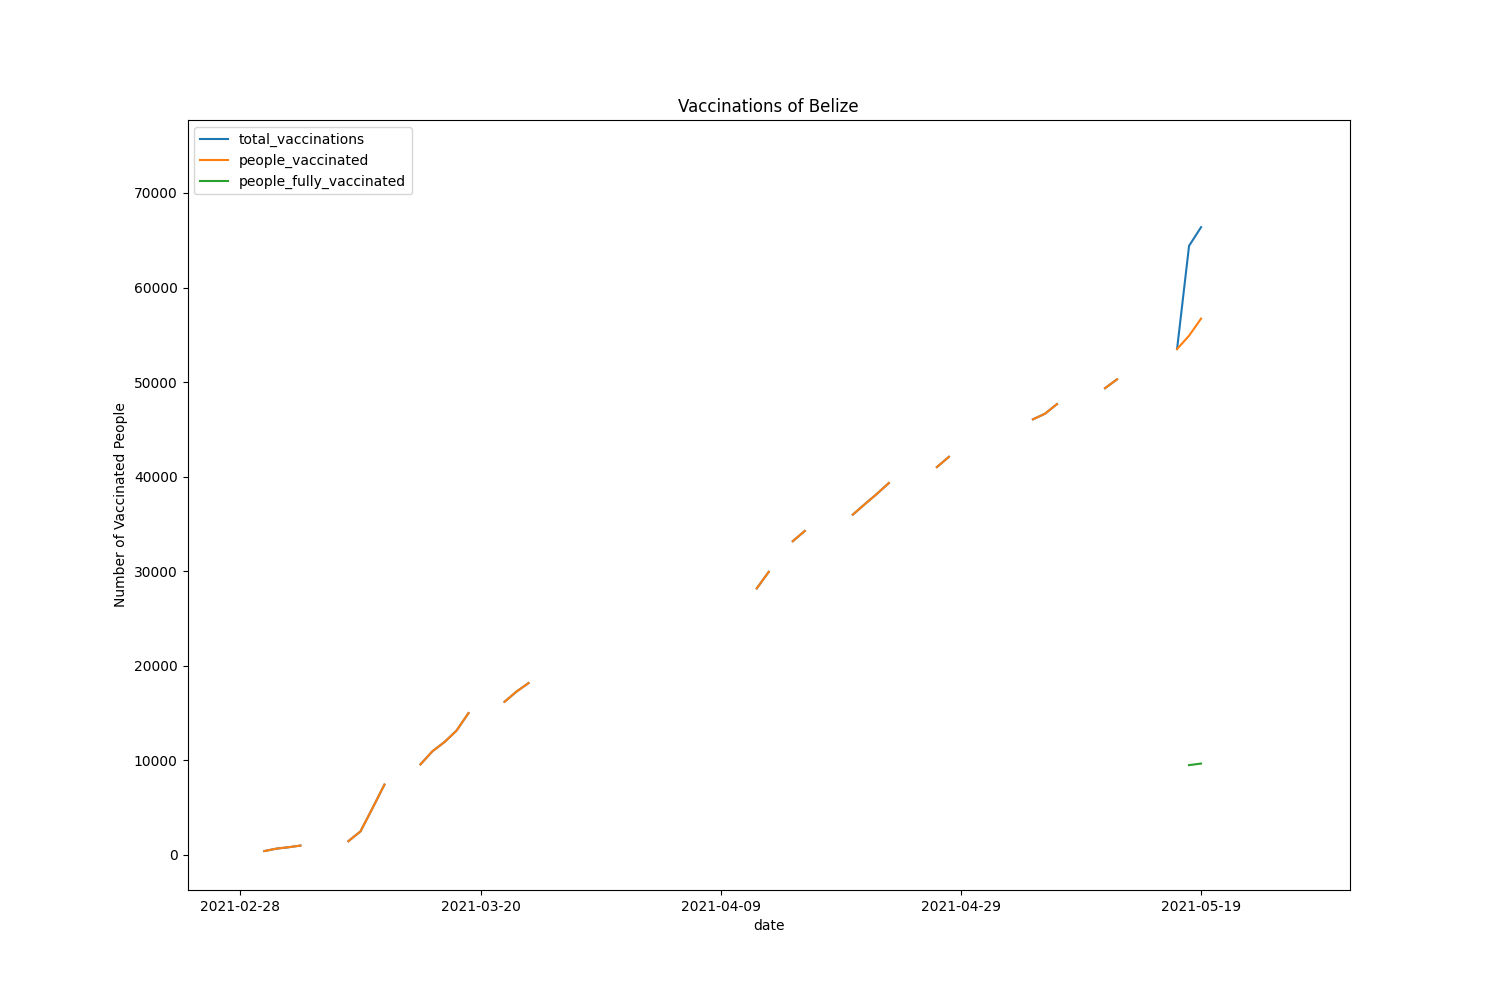 Vaccinations of Belize
total_vaccinations
people_vaccinated
people_fully_vaccinated
70000
60000
50000
40000
30000
20000
10000
0
Number of Vaccinated People
2021-02-28
2021-03-20
2021-04-09
2021-04-29
2021-05-19
date